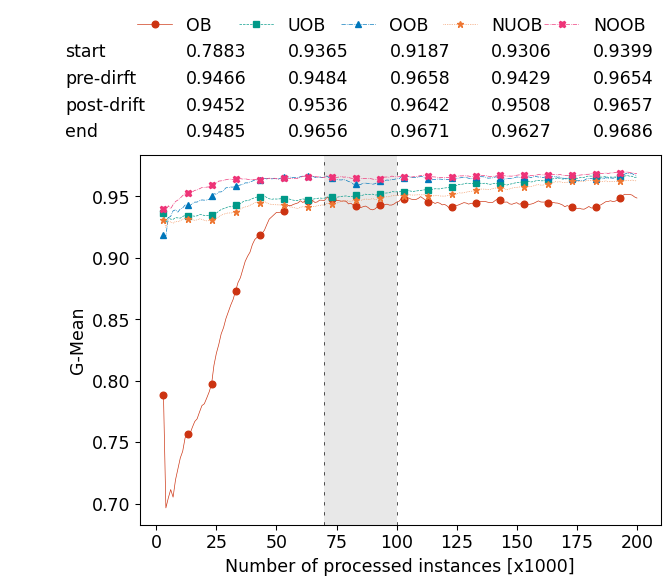 OB UOB OOB NUOB NOOB
start 0.7883 0.9365 0.9187 0.9306 0.9399
pre-dirft 0.9466 0.9484 0.9658 0.9429 0.9654
post-drift 0.9452 0.9536 0.9642 0.9508 0.9657
end 0.9485 0.9656 0.9671 0.9627 0.9686
0.95
0.90
0.85
0.80
0.75
0.70
G-Mean
0 25 50 75 100 125 150 175 200
Number of processed instances [x1000]